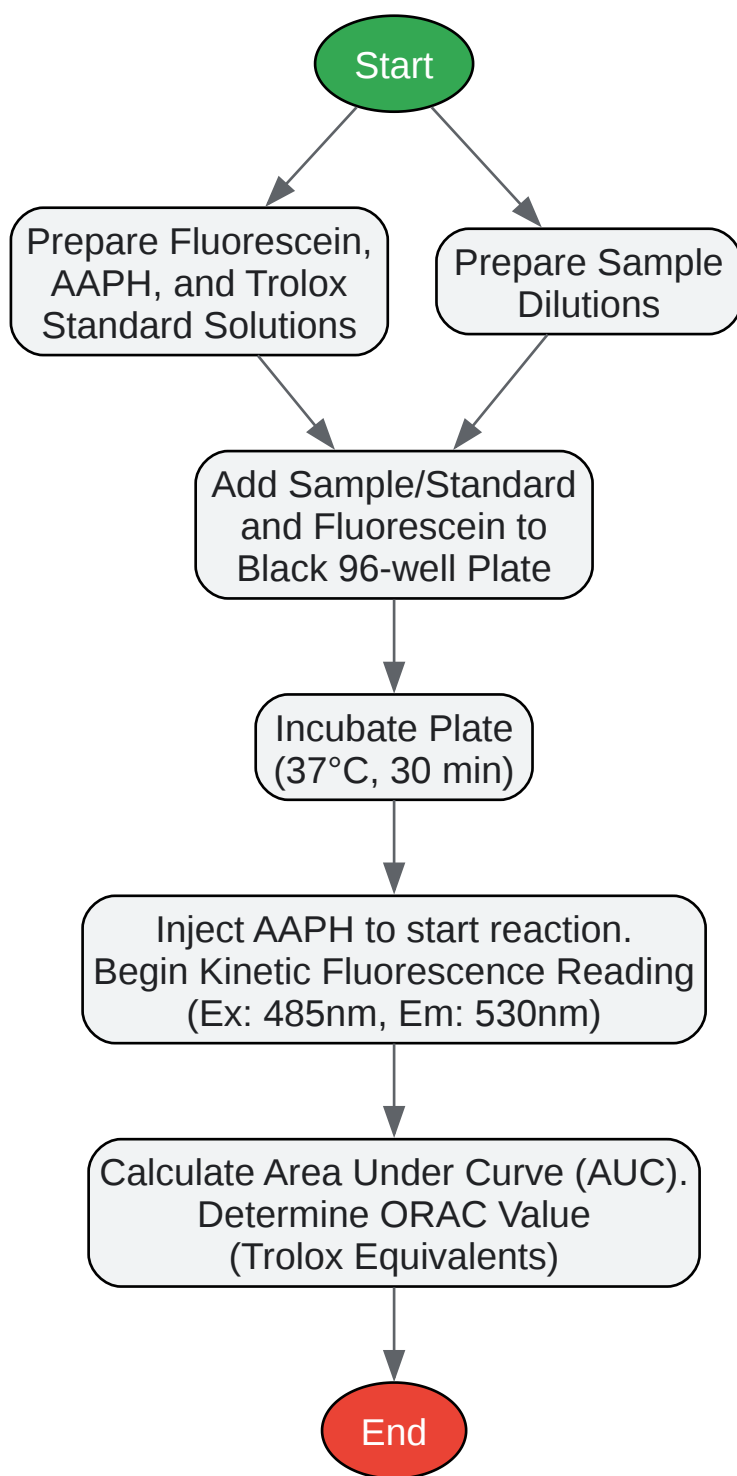 Start
Prepare Fluorescein,
AAPH, and Trolox
Standard Solutions
Prepare Sample
Dilutions
Add Sample/Standard
and Fluorescein to
Black 96-well Plate
Incubate Plate
(37°C, 30 min)
Inject AAPH to start reaction.
Begin Kinetic Fluorescence Reading
(Ex: 485nm, Em: 530nm)
Calculate Area Under Curve (AUC).
Determine ORAC Value
(Trolox Equivalents)
End